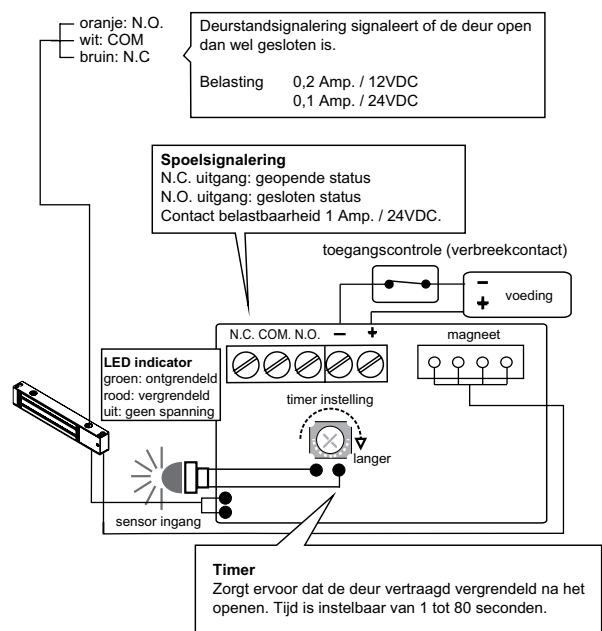 oranje: N.O.
wit: COM
bruin: N.C
Deurstandsignalering signaleert of de deur open
dan wel gesloten is.
Belasting 0,2 Amp. / 12VDC
0,1 Amp. / 24VDC
Spoelsignalering
N.C. uitgang: geopende status
N.O. uitgang: gesloten status
Contact belastbaarheid 1 Amp. / 24VDC.
toegangscontrole (verbreekcontact)
− +
voeding
N.C. COM. N.O. − +
magneet
LED indicator
groen: ontgrendeld
rood: vergrendeld
uit: geen spanning
timer instelling
langer
sensor ingang
Timer
Zorgt ervoor dat de deur vertraagd vergrendeld na het
openen. Tijd is instelbaar van 1 tot 80 seconden.